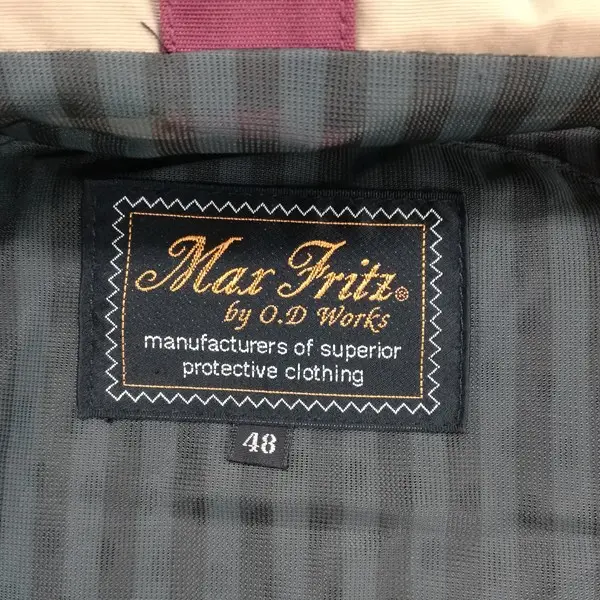 Max Fritz®
by O.D Works
manufacturers of superior
protective clothing
48